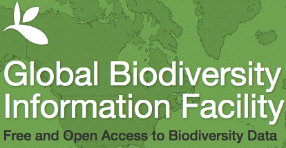 Global Biodiversity
Information Facility
Free and Open Access to Biodiversity Data